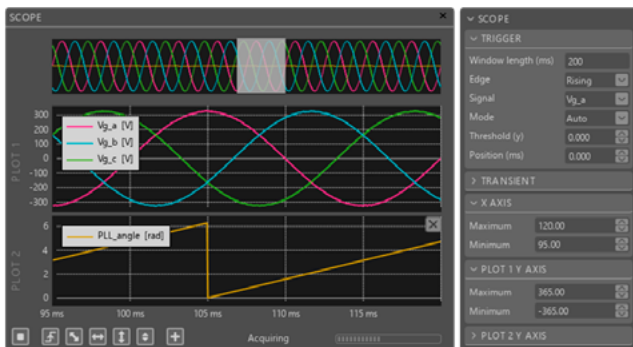 SCOPE
PLOT 1
300
200
100
0
-100
-200
-300
Vg_a [V]
Vg_b [V]
Vg_c [V]
PLOT 2
6
4
2
0
PLL_angle [rad]
95 ms
100 ms
105 ms
110 ms
115 ms
Acquiring
SCOPE
TRIGGER
Window length (ms) 200
Edge Rising
Signal Vg_a
Mode Auto
Threshold (y) 0.000
Position (ms) 0.000
TRANSIENT
X AXIS
Maximum 120.00
Minimum 95.00
PLOT 1 Y AXIS
Maximum 365.00
Minimum -365.00
PLOT 2 Y AXIS